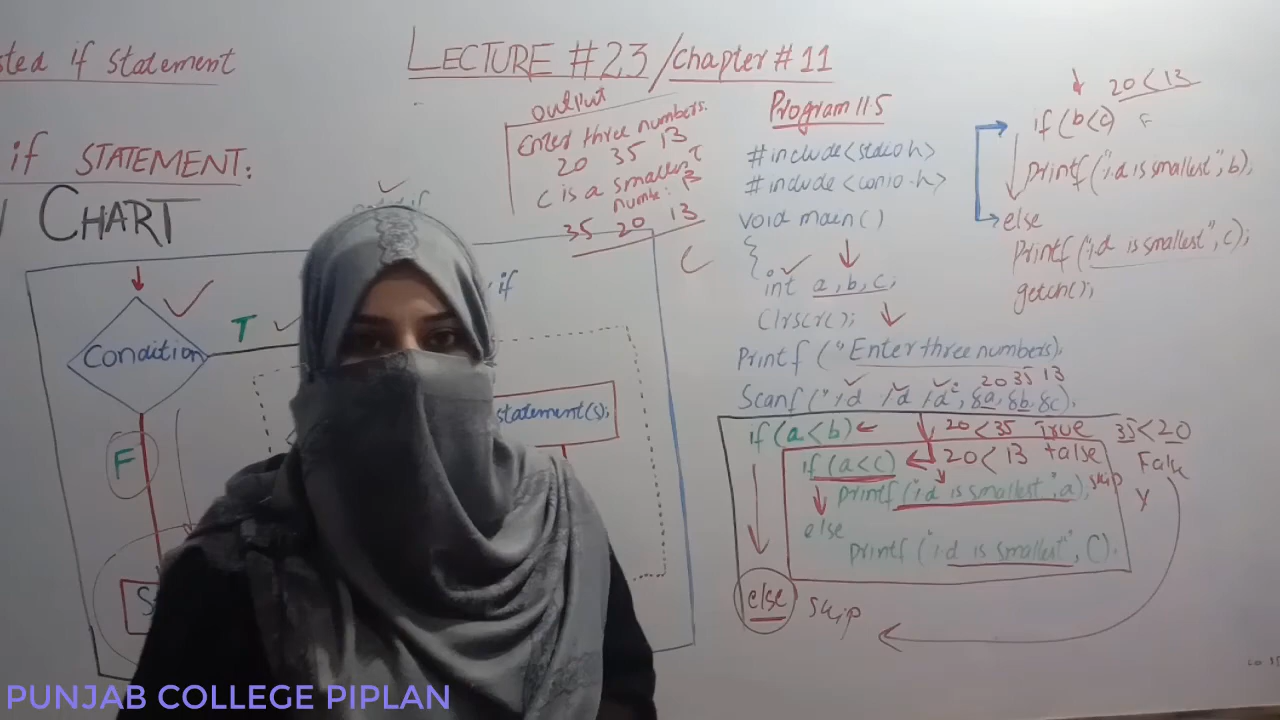 sted if statement
LECTURE #23/Chapter #11
if STATEMENT:
CHART
Condition
T
F
if
statement(s);
output
Enter three numbers.
20 35 13
C is a smallest
number: 13
35 20 13
C
Program 11.5
#include<stdio.h>
#include<conio.h>
void main()
{
int a,b,c;
Clrscr();
Printf ("Enter three numbers);
20 35 13
Scanf("%d %d %d", &a, &b, &c);
if (a<b) 20<35 True 35<20
if (a<c) 20<13 false False
printf("%d is smallest",a); skip
else
printf("%d is smallest", C).
else skip
20<13
if (b<c) F
printf("%d is smallest", b);
else
Printf("%d is smallest", c);
getch();
PUNJAB COLLEGE PIPLAN